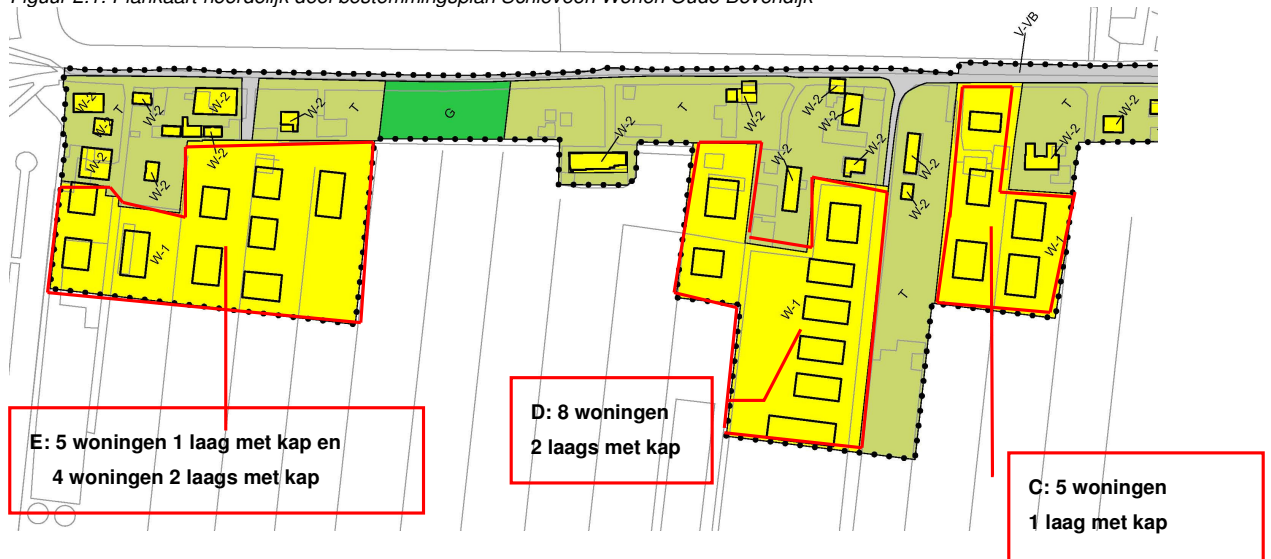 Figuur 2.1: Plankaart noordelijk deel bestemmingsplan Schieveen Wonen Oude Bovendijk
V-VB
W-2
W-2
W-2
W-2
T
W-2
T
G
T
W-2
W-2
W-2
W-2
W-2
T
W-2
W-2
W-2
W-2
W-2
W-2
W-2
W-1
W-1
W-1
T
E: 5 woningen 1 laag met kap en
4 woningen 2 laags met kap
D: 8 woningen
2 laags met kap
C: 5 woningen
1 laag met kap